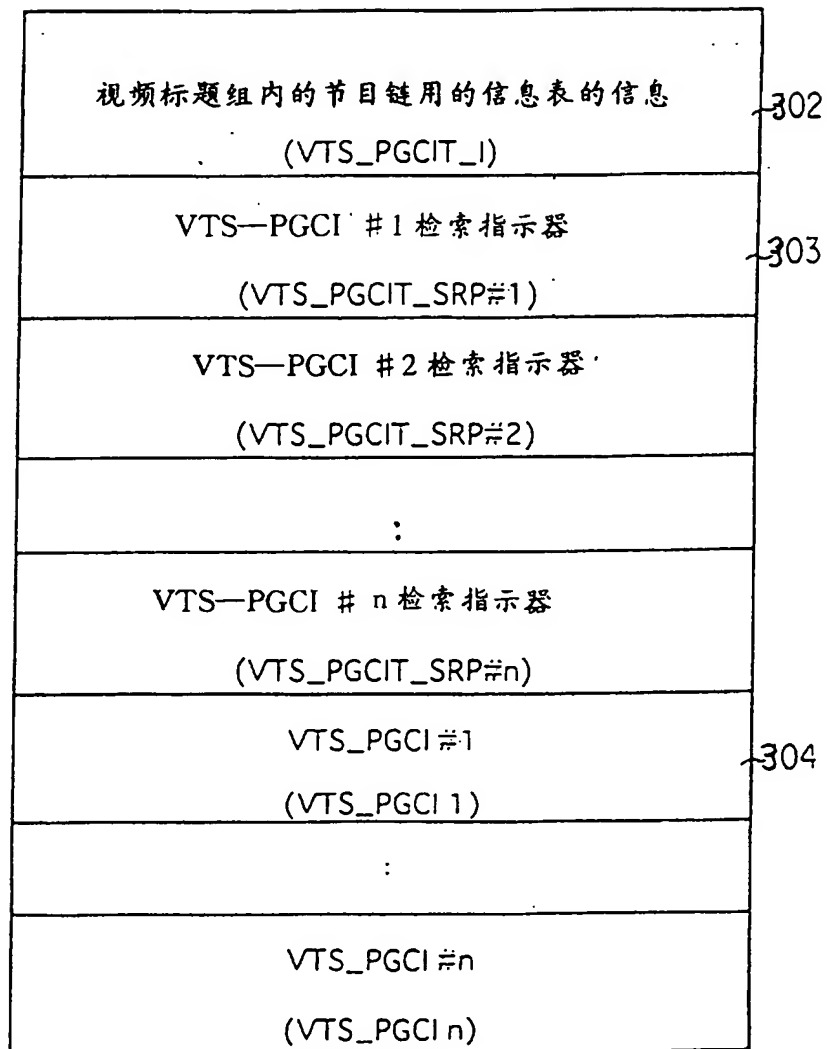 视频标题组内的节目链用的信息表的信息
302
(VTS_PGCIT_I)
VTS—PGCI #1检索指示器
303
(VTS_PGCIT_SRP#1)
VTS—PGCI #2检索指示器
(VTS_PGCIT_SRP#2)
:
VTS—PGCI # n检索指示器
(VTS_PGCIT_SRP#n)
VTS_PGCI #1
304
(VTS_PGCI 1)
:
VTS_PGCI #n
(VTS_PGCI n)